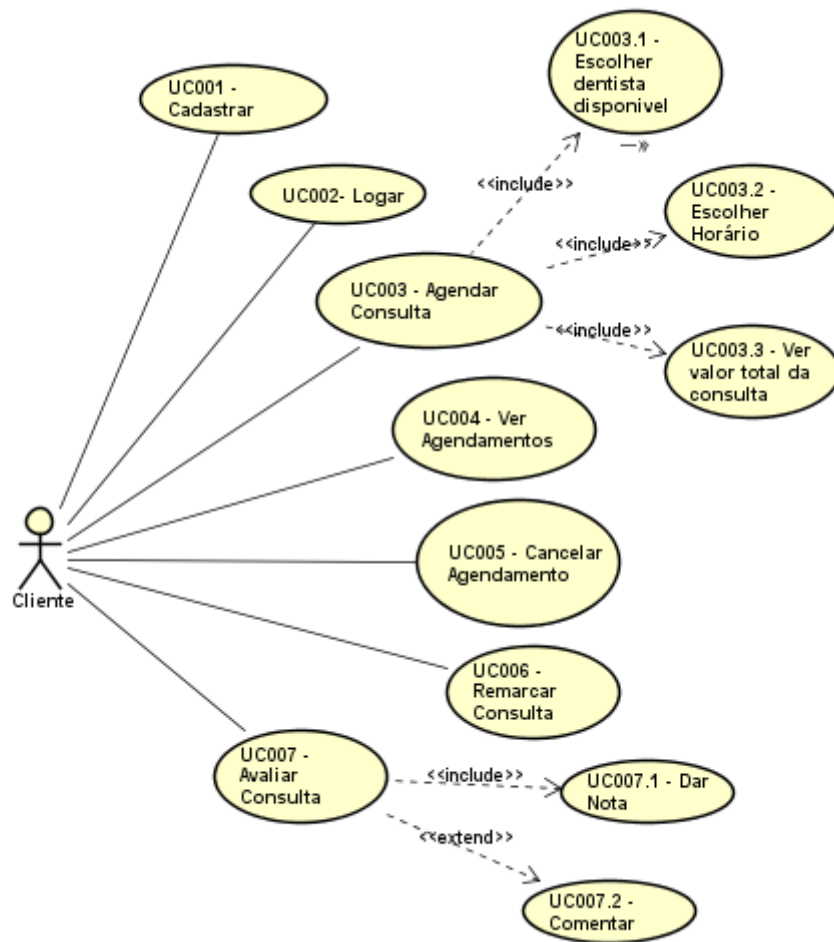 UC003.1 -
Escolher
dentista
disponivel
UC001 -
Cadastrar
<<include>>
UC002- Logar
UC003.2 -
Escolher
Horário
<<include>>
UC003 - Agendar
Consulta
<<include>>
UC003.3 - Ver
valor total da
consulta
UC004 - Ver
Agendamentos
UC005 - Cancelar
Agendamento
Cliente
UC006 -
Remarcar
Consulta
UC007 -
Avaliar
Consulta
<<include>>
UC007.1 - Dar
Nota
<<extend>>
UC007.2 -
Comentar